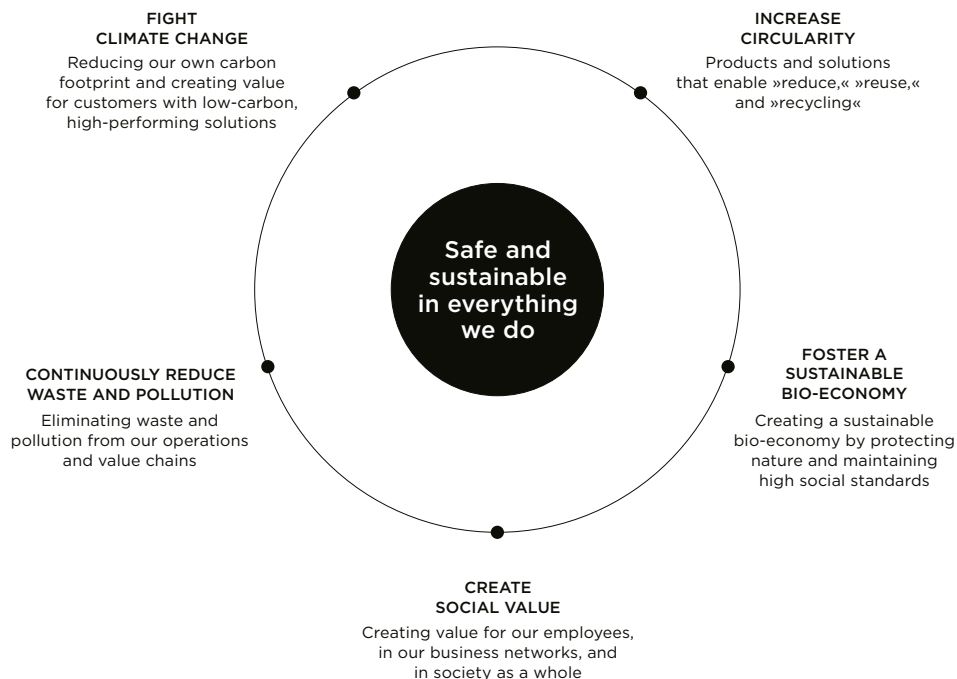 FIGHT
CLIMATE CHANGE
Reducing our own carbon
footprint and creating value
for customers with low-carbon,
high-performing solutions
INCREASE
CIRCULARITY
Products and solutions
that enable »reduce,« »reuse,«
and »recycling«
Safe and
sustainable
in everything
we do
CONTINUOUSLY REDUCE
WASTE AND POLLUTION
Eliminating waste and
pollution from our operations
and value chains
FOSTER A
SUSTAINABLE
BIO-ECONOMY
Creating a sustainable
bio-economy by protecting
nature and maintaining
high social standards
CREATE
SOCIAL VALUE
Creating value for our employees,
in our business networks, and
in society as a whole